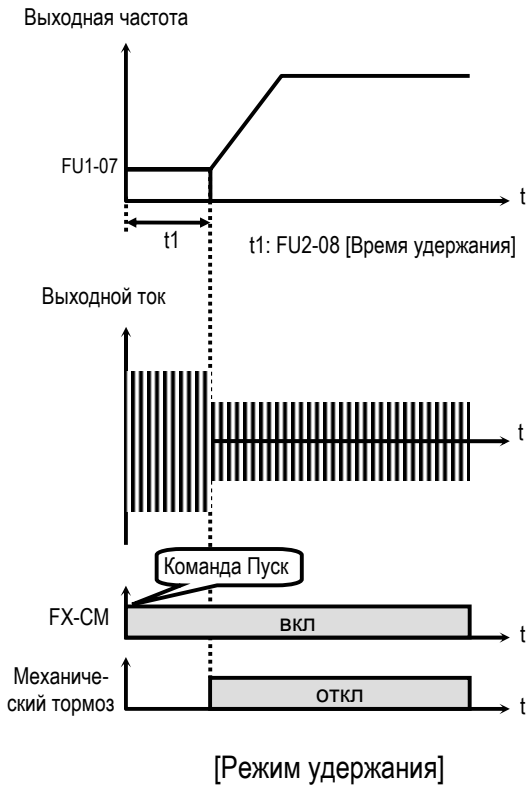 Выходная частота
FU1-07
t
t1
t1: FU2-08 [Время удержания]
Выходной ток
t
Команда Пуск
FX-CM
ВКЛ
t
Механиче-
ский тормоз
ОТКЛ
t
[Режим удержания]